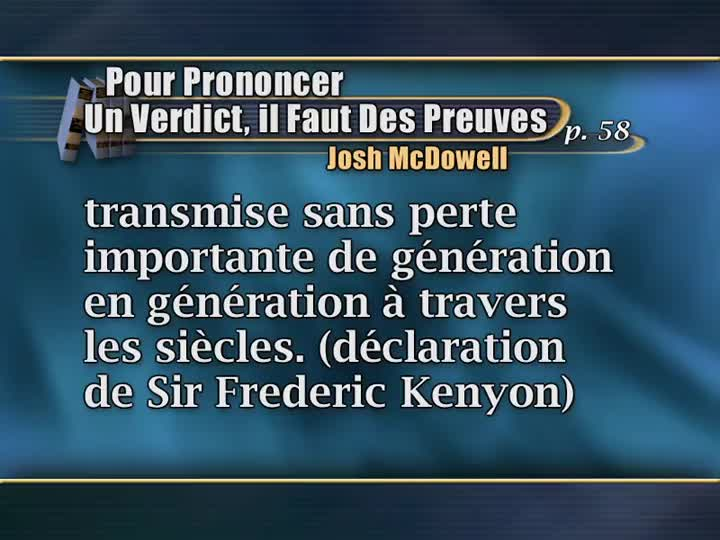 Pour Prononcer
Un Verdict, il Faut Des Preuves p. 58
Josh McDowell
transmise sans perte
importante de génération
en génération à travers
les siècles. (déclaration
de Sir Frederic Kenyon)